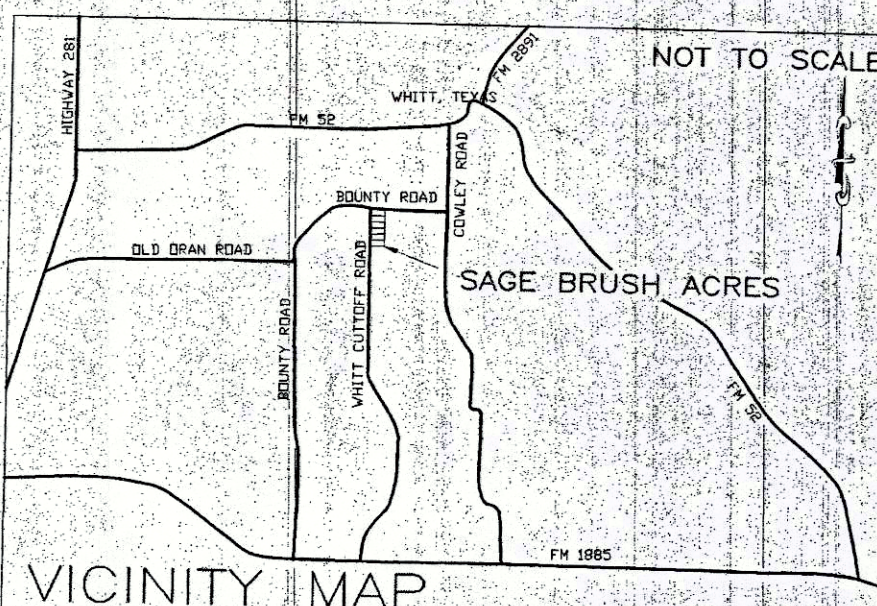 NOT TO SCALE
HIGHWAY 281
FM 2891
WHITT, TEXAS
FM 52
COWLEY ROAD
BOUNTY ROAD
OLD ORAN ROAD
WHITT CUTTOFF ROAD
SAGE BRUSH ACRES
BOUNTY ROAD
FM 52
FM 1885
VICINITY MAP